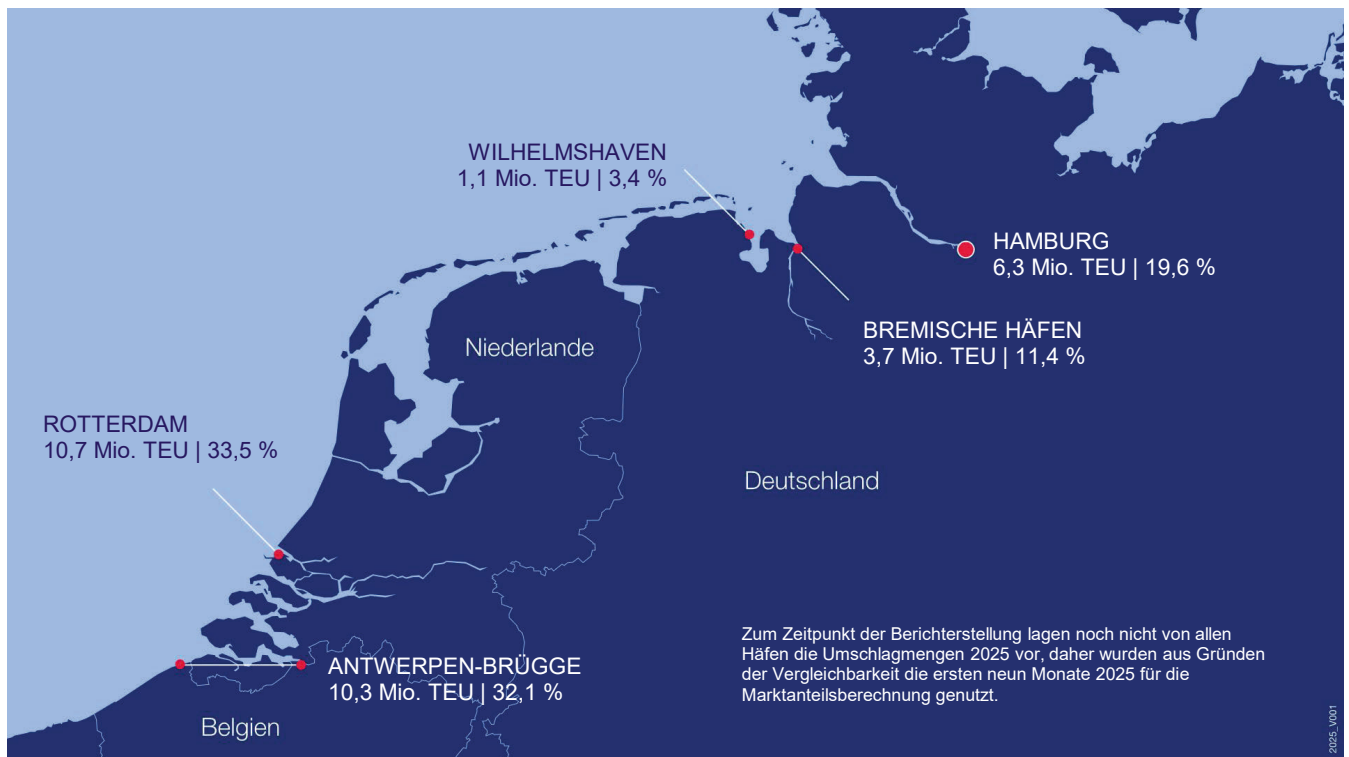 WILHELMSHAVEN
1,1 Mio. TEU | 3,4 %
HAMBURG
6,3 Mio. TEU | 19,6 %
BREMISCHE HÄFEN
3,7 Mio. TEU | 11,4 %
Niederlande
ROTTERDAM
10,7 Mio. TEU | 33,5 %
Deutschland
ANTWERPEN-BRÜGGE
10,3 Mio. TEU | 32,1 %
Belgien
Zum Zeitpunkt der Berichterstellung lagen noch nicht von allen
Häfen die Umschlagmengen 2025 vor, daher wurden aus Gründen
der Vergleichbarkeit die ersten neun Monate 2025 für die
Marktanteilsberechnung genutzt.
2025_V001